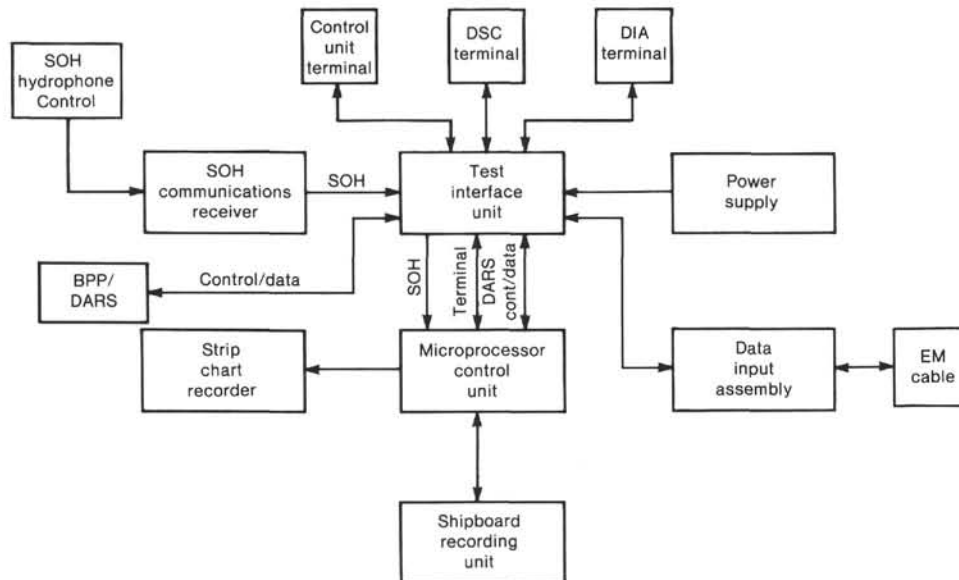 Control
unit
terminal
DSC
terminal
DIA
terminal
SOH
hydrophone
Control
SOH
communications
receiver
SOH
Test
interface
unit
Power
supply
BPP/
DARS
Control/data
SOH
Terminal
DARS
cont/data
Strip
chart
recorder
Microprocessor
control
unit
Data
input
assembly
EM
cable
Shipboard
recording
unit